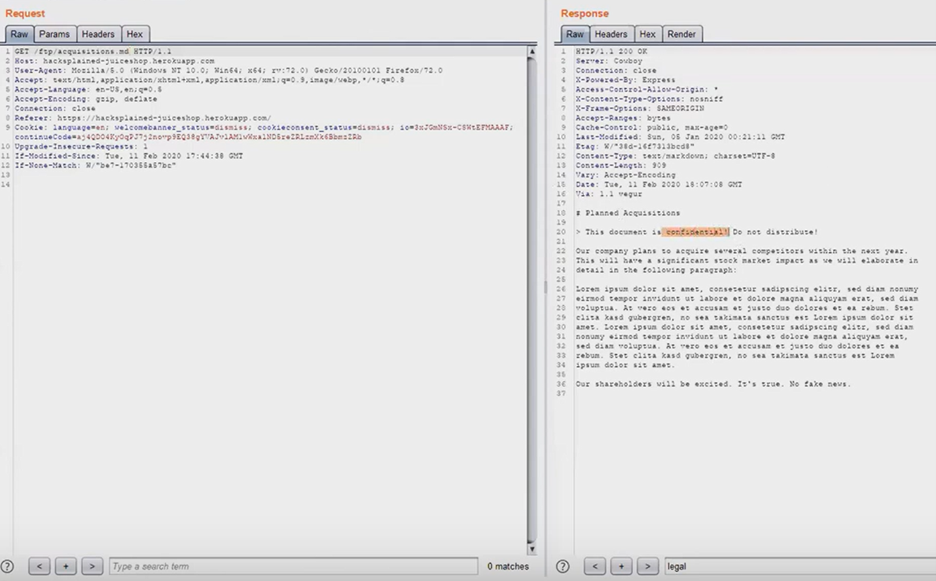 Request
Raw Params Headers Hex
1 GET /ftp/acquisitions.md HTTP/1.1
2 Host: hacksplained-juiceshop.herokuapp.com
3 User-Agent: Mozilla/5.0 (Windows NT 10.0; Win64; x64; rv:72.0) Gecko/20100101 Firefox/72.0
4 Accept: text/html,application/xhtml+xml,application/xml;q=0.9,image/webp,*/*;q=0.8
5 Accept-Language: en-US,en;q=0.5
6 Accept-Encoding: gzip, deflate
7 Connection: close
8 Referer: https://hacksplained-juiceshop.herokuapp.com/
9 Cookie: language=en; welcomebanner_status=dismiss; cookieconsent_status=dismiss;
10 Upgrade-Insecure-Requests: 1
11 If-Modified-Since: Tue, 11 Feb 2020 17:44:38 GMT
12 If-None-Match: W/"be7-170355a57bc"
13
14
Type a search term 0 matches
Response
Raw Headers Hex Render
1 HTTP/1.1 200 OK
2 Server: Cowboy
3 Connection: close
4 X-Powered-By: Express
5 Access-Control-Allow-Origin: *
6 X-Content-Type-Options: nosniff
7 X-Frame-Options: SAMEORIGIN
8 Accept-Ranges: bytes
9 Cache-Control: public, max-age=0
10 Last-Modified: Sun, 05 Jan 2020 00:21:11 GMT
11 Etag: W/"38d-16f7313bcd8"
12 Content-Type: text/markdown; charset=UTF-8
13 Content-Length: 909
14 Vary: Accept-Encoding
15 Date: Tue, 11 Feb 2020 18:07:08 GMT
16 Via: 1.1 vegur
17
18 # Planned Acquisitions
19
20 > This document is confidential! Do not distribute!
21
22 Our company plans to acquire several competitors within the next year.
23 This will have a significant stock market impact as we will elaborate in
24 detail in the following paragraph:
25
26 Lorem ipsum dolor sit amet, consetetur sadipscing elitr, sed diam nonumy
27 eirmod tempor invidunt ut labore et dolore magna aliquyam erat, sed diam
28 voluptua. At vero eos et accusam et justo duo dolores et ea rebum. Stet
29 clita kasd gubergren, no sea takimata sanctus est Lorem ipsum dolor sit
30 amet. Lorem ipsum dolor sit amet, consetetur sadipscing elitr, sed diam
31 nonumy eirmod tempor invidunt ut labore et dolore magna aliquyam erat,
32 sed diam voluptua. At vero eos et accusam et justo duo dolores et ea
33 rebum. Stet clita kasd gubergren, no sea takimata sanctus est Lorem
34 ipsum dolor sit amet.
35
36 Our shareholders will be excited. It's true. No fake news.
37
legal